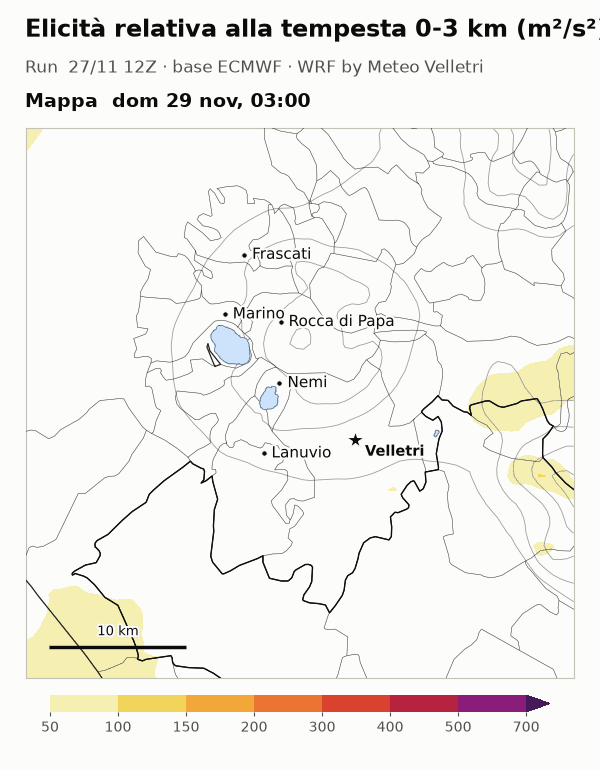 Elicità relativa alla tempesta 0-3 km (m²/s²)
Run  27/11 12Z · base ECMWF · WRF by Meteo Velletri
Mappa  dom 29 nov, 03:00
Frascati
Marino
Rocca di Papa
Nemi
Velletri
Lanuvio
10 km
50 100 150 200 300 400 500 700